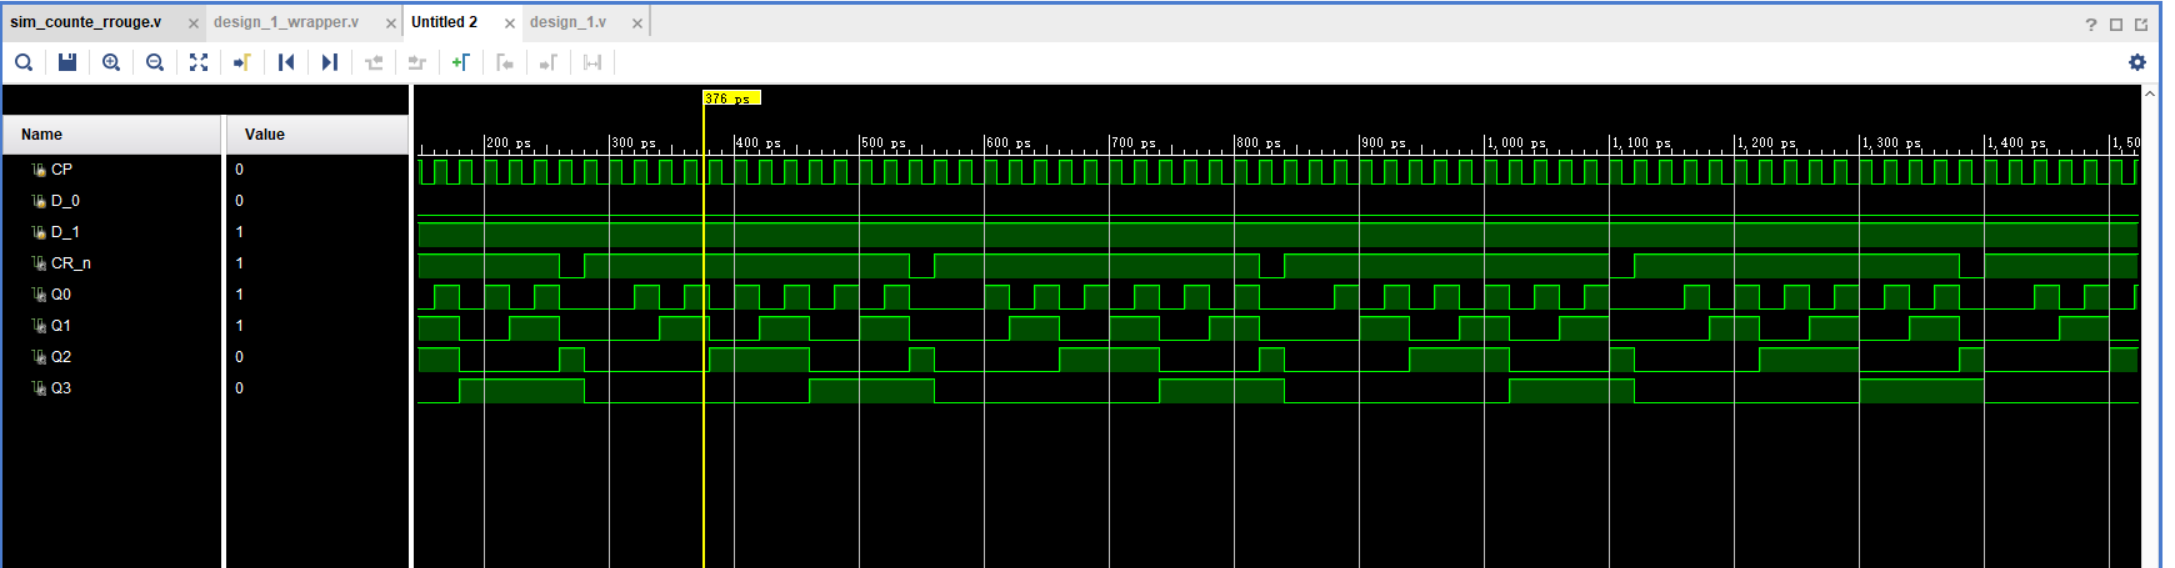 sim_counte_rrouge.v × design_1_wrapper.v × Untitled 2 × design_1.v ×
?
376 ps
Name Value
200 ps 300 ps 400 ps 500 ps 600 ps 700 ps 800 ps 900 ps 1,000 ps 1,100 ps 1,200 ps 1,300 ps 1,400 ps 1,50
CP 0
D_0 0
D_1 1
CR_n 1
Q0 1
Q1 1
Q2 0
Q3 0